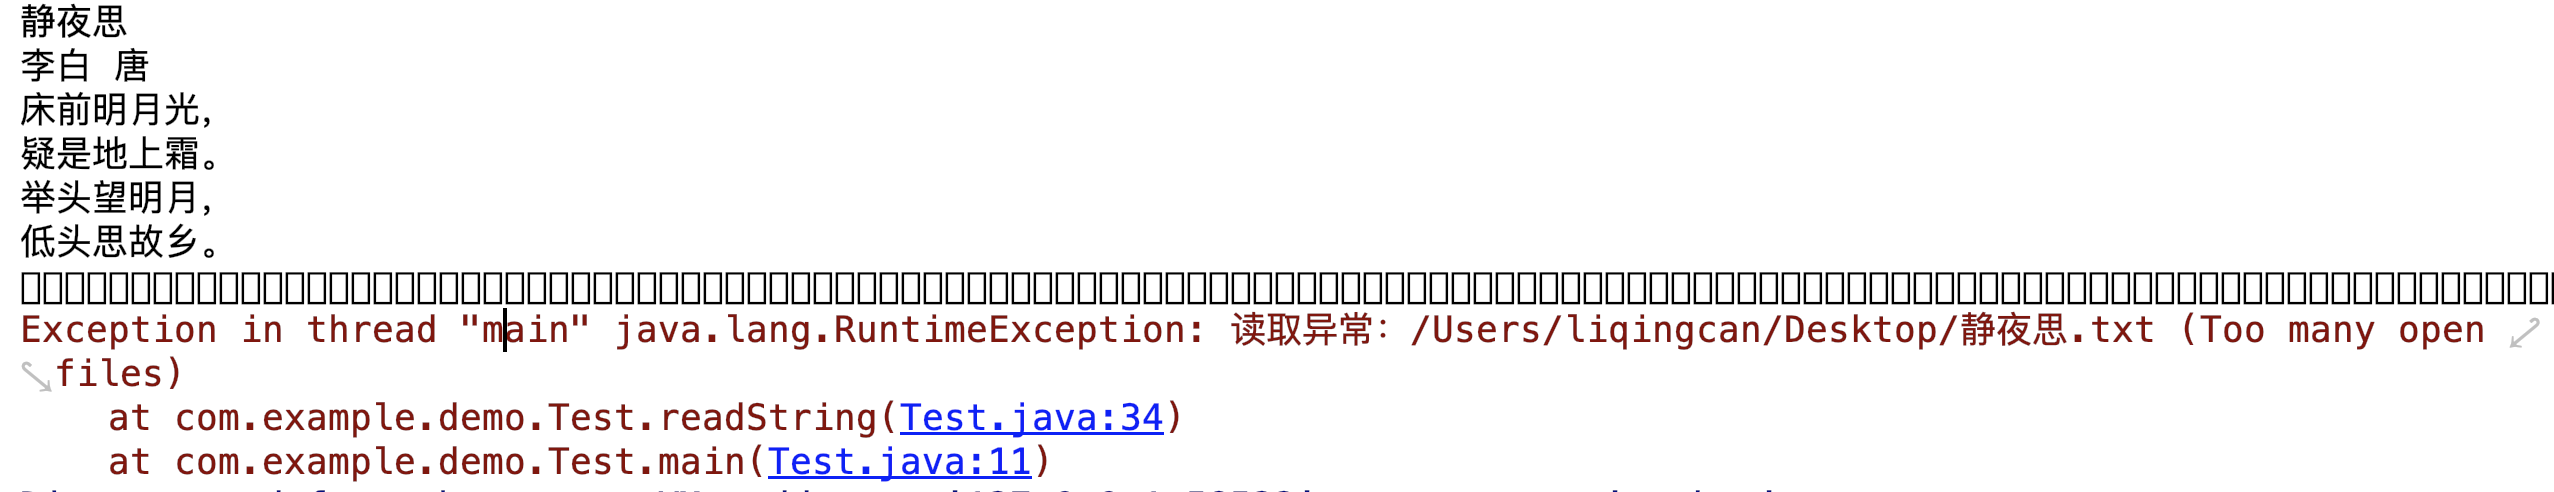 静夜思
李白 唐
床前明月光，
疑是地上霜。
举头望明月，
低头思故乡。
Exception in thread "main" java.lang.RuntimeException: 读取异常：/Users/liqingcan/Desktop/静夜思.txt (Too many open
files)
at com.example.demo.Test.readString(Test.java:34)
at com.example.demo.Test.main(Test.java:11)